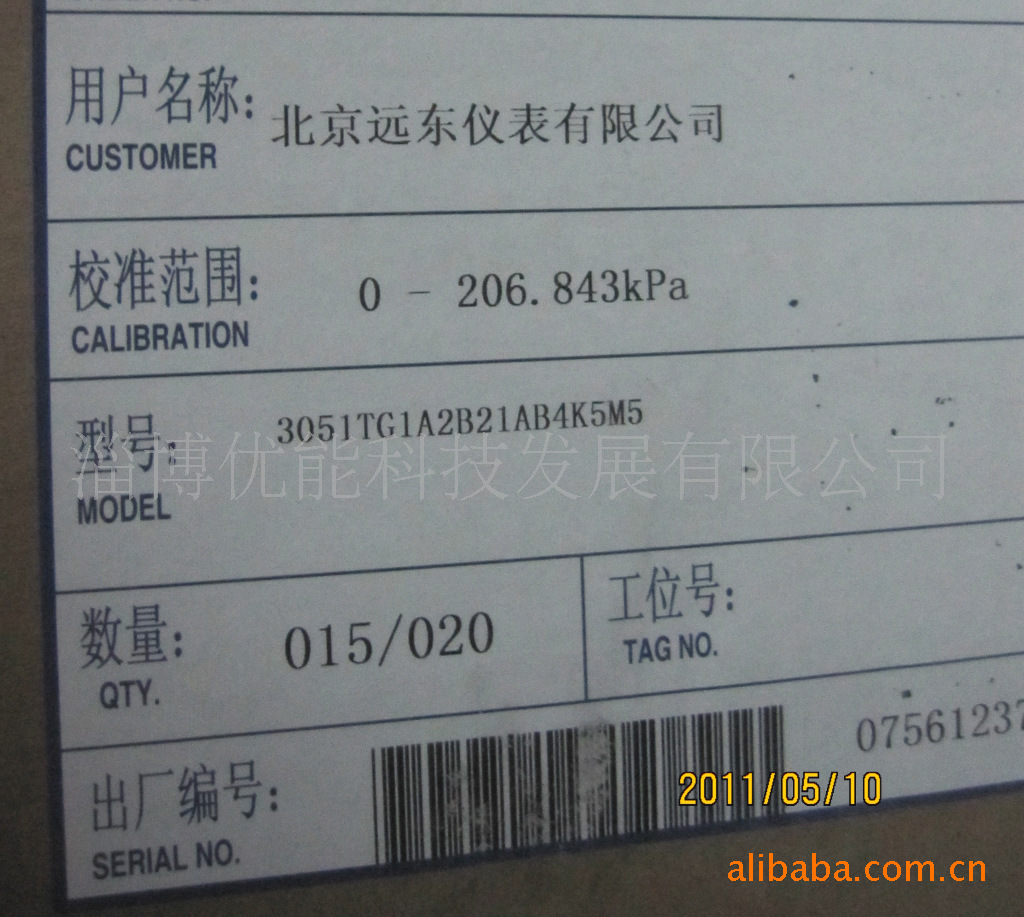 用户名称: 北京远东仪表有限公司
CUSTOMER
校准范围: 0 - 206.843kPa
CALIBRATION
型号: 3051TG1A2B21AB4K5M5
淄博优能科技发展有限公司
MODEL
数量: 015/020
QTY.
工位号:
TAG NO.
出厂编号: 0756123
SERIAL NO.
2011/05/10
alibaba.com.cn